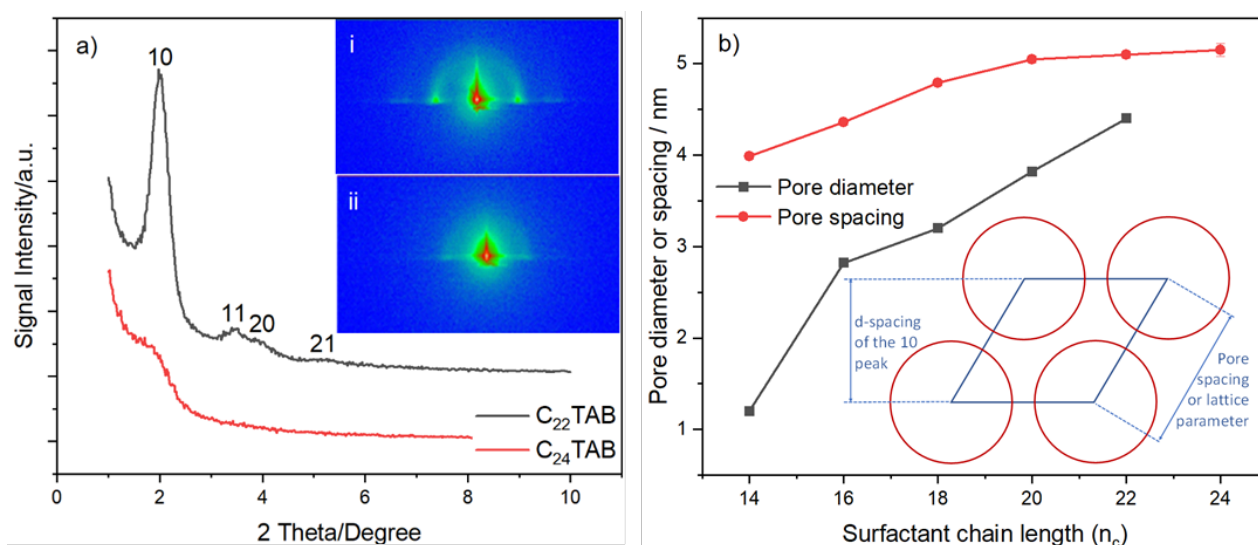 a)
10
11
20
21
i
ii
C₂₂TAB
C₂₄TAB
Signal Intensity/a.u.
0
2
4
6
8
10
2 Theta/Degree
b)
Pore diameter or spacing / nm
5
4
3
2
1
Pore diameter
Pore spacing
d-spacing
of the 10
peak
Pore
spacing
or lattice
parameter
14
16
18
20
22
24
Surfactant chain length (n꜀)